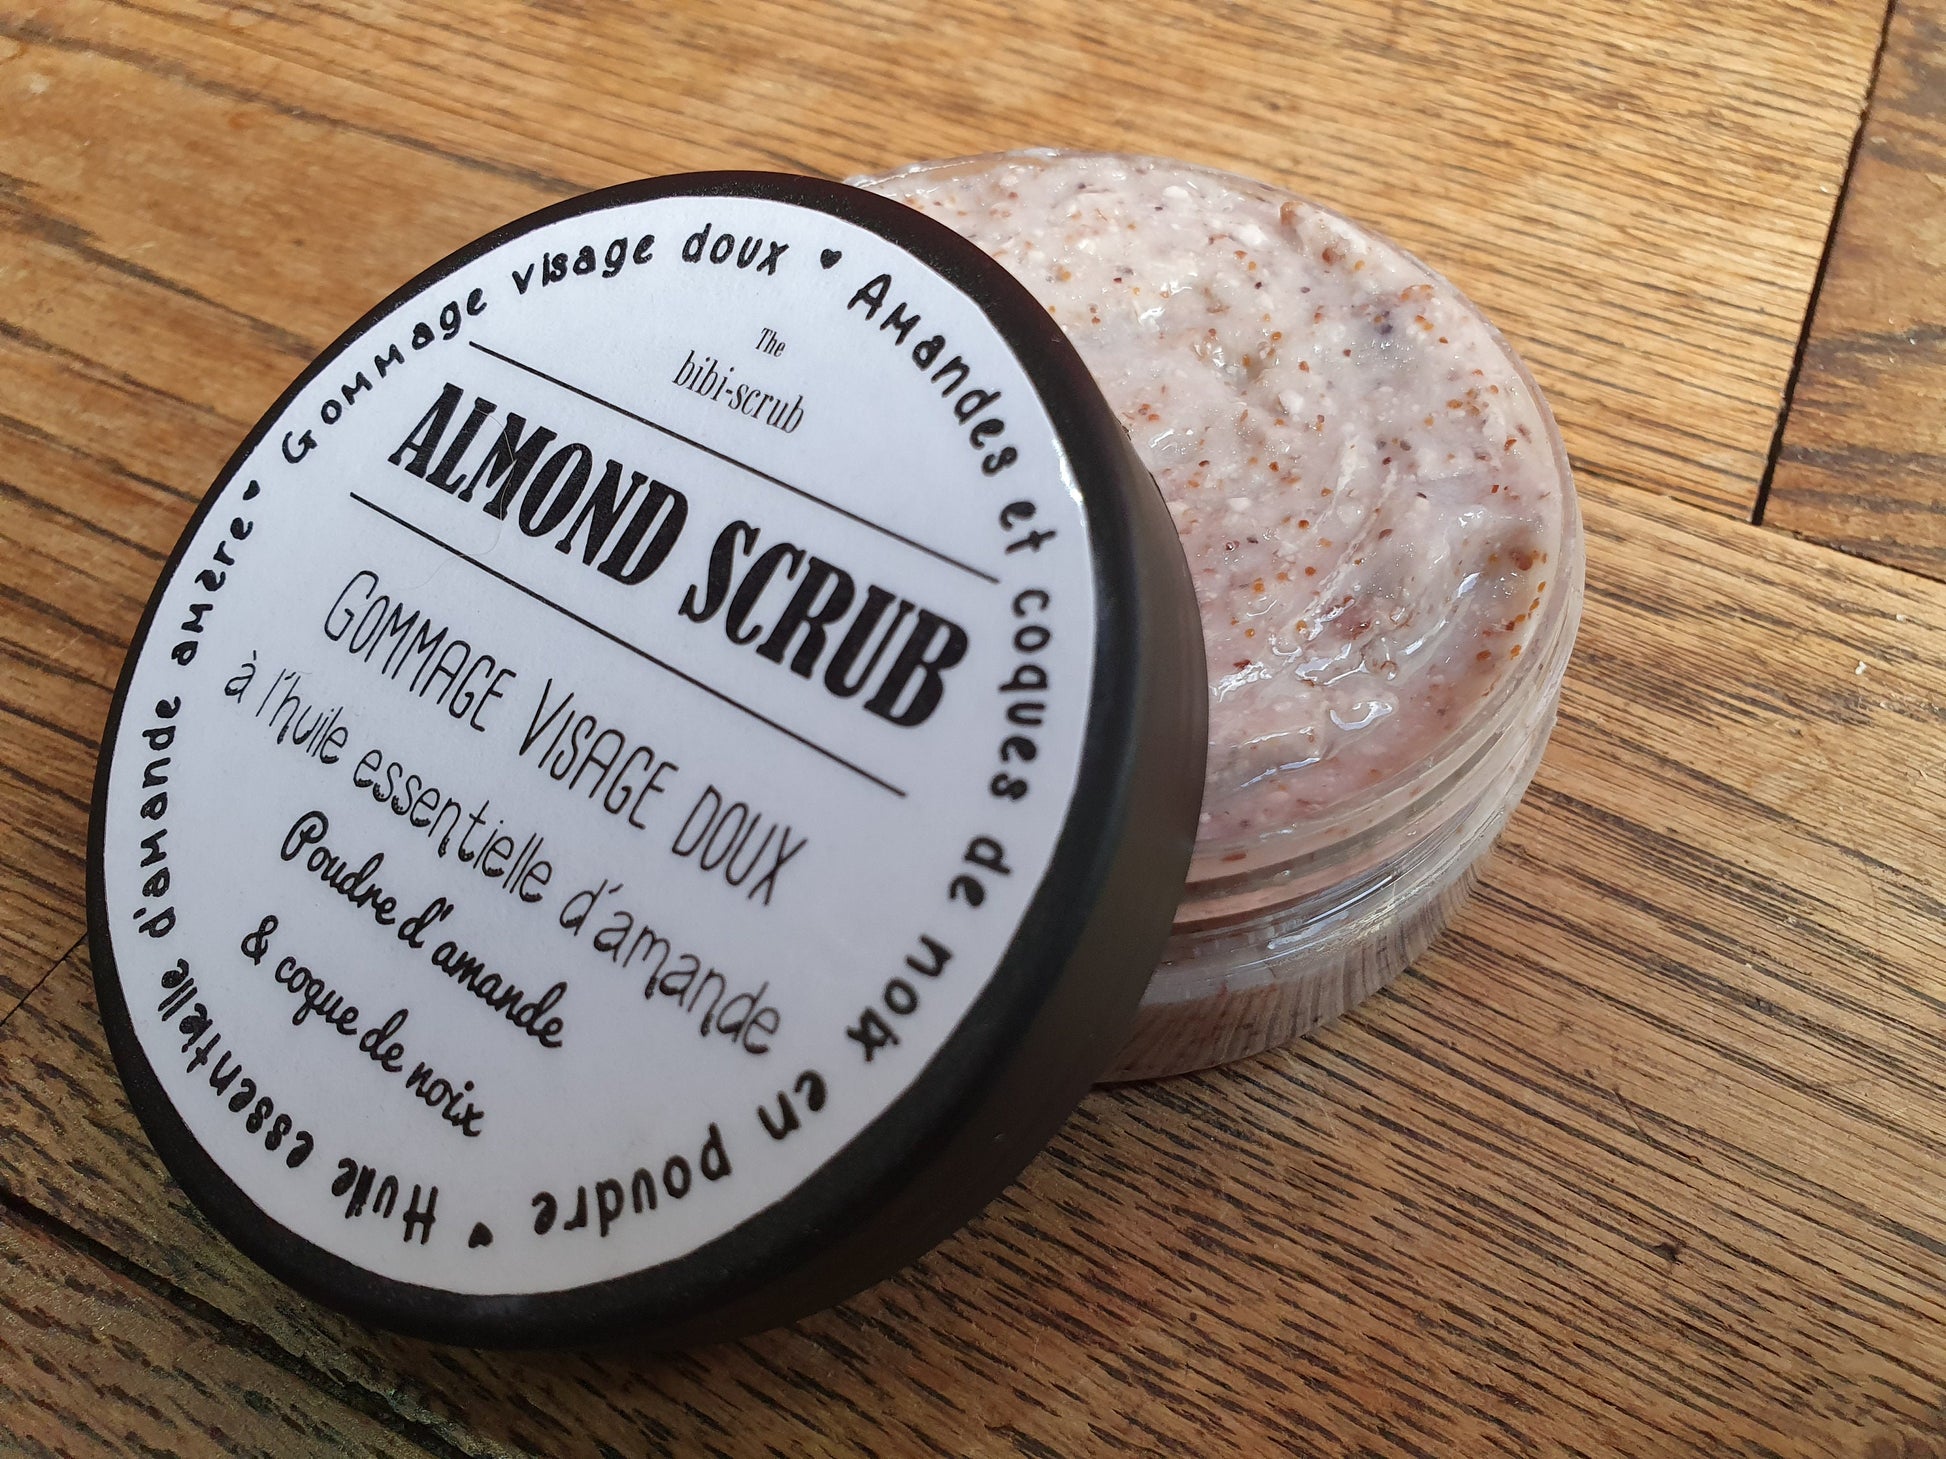 The
bibi-scrub
ALMOND SCRUB
GOMMAGE VISAGE DOUX
à l'huile essentielle d'amande
Poudre d'amande
& coque de noix
Gommage visage doux ♥ Amandes et coques de noix en poudre ♥ Huile essentielle d'amande amère ♥